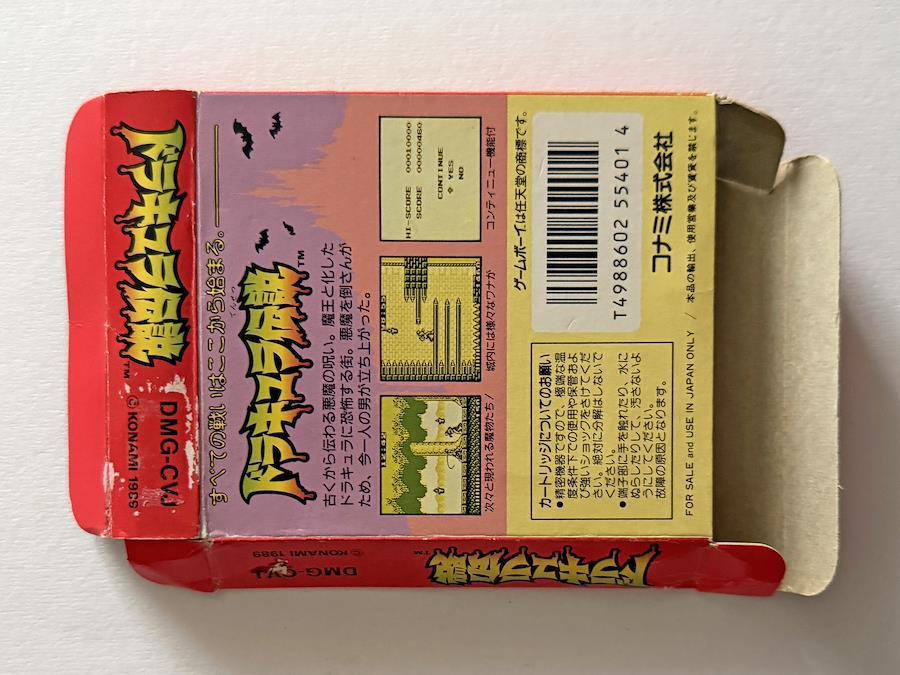 すべての戦いはここから始まる。
ドラキュラ伝説™
でんせつ
古くから伝わる悪魔の呪い。魔王と化した
ドラキュラに恐怖する街。悪魔を倒さんが
ため、今一人の男が立ち上がった。
次々と現われる魔物たち！
城内には様々なワナが
HI-SCORE 00010000
SCORE 00000460
CONTINUE
YES
NO
コンティニュー機能付
カートリッジについてのお願い
●精密機器ですので、極端な温
度条件下での使用や保管およ
び強いショックをさけてくだ
さい。絶対に分解はしないで
ください。
●端子部に手を触れたり、水に
ぬらしたりして、汚さないよ
うにしてください。
故障の原因となります。
ゲームボーイは任天堂の商標です。
T4988602 55401 4
コナミ株式会社
FOR SALE and USE IN JAPAN ONLY / 本品の輸出、使用営業及び賃貸を禁じます。
ドラキュラ伝説™
DMG-CVJ
©KONAMI 1989
ドラキュラ伝説™
DMG-CVJ
©KONAMI 1989